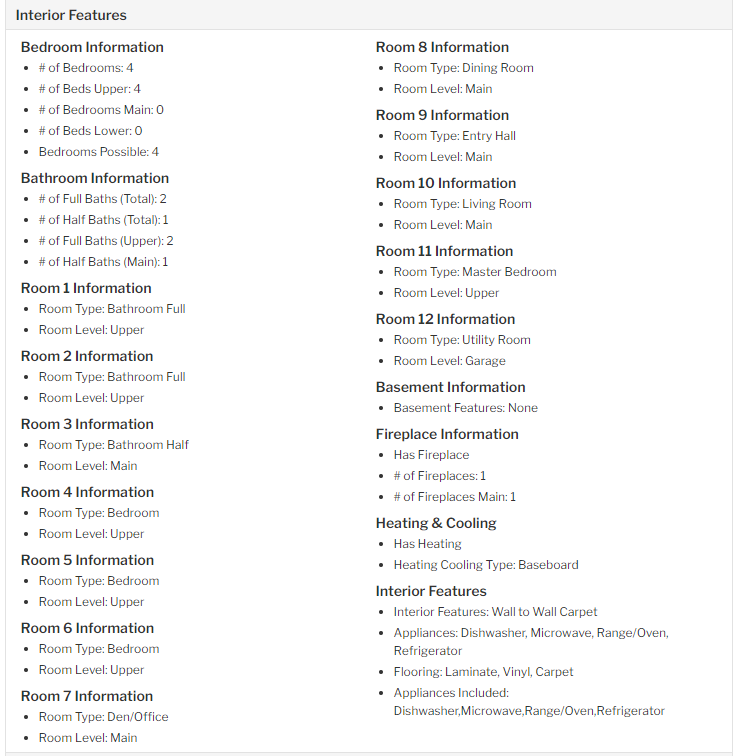 Interior Features
Bedroom Information
# of Bedrooms: 4
# of Beds Upper: 4
# of Bedrooms Main: 0
# of Beds Lower: 0
Bedrooms Possible: 4
Bathroom Information
# of Full Baths (Total): 2
# of Half Baths (Total): 1
# of Full Baths (Upper): 2
# of Half Baths (Main): 1
Room 1 Information
Room Type: Bathroom Full
Room Level: Upper
Room 2 Information
Room Type: Bathroom Full
Room Level: Upper
Room 3 Information
Room Type: Bathroom Half
Room Level: Main
Room 4 Information
Room Type: Bedroom
Room Level: Upper
Room 5 Information
Room Type: Bedroom
Room Level: Upper
Room 6 Information
Room Type: Bedroom
Room Level: Upper
Room 7 Information
Room Type: Den/Office
Room Level: Main
Room 8 Information
Room Type: Dining Room
Room Level: Main
Room 9 Information
Room Type: Entry Hall
Room Level: Main
Room 10 Information
Room Type: Living Room
Room Level: Main
Room 11 Information
Room Type: Master Bedroom
Room Level: Upper
Room 12 Information
Room Type: Utility Room
Room Level: Garage
Basement Information
Basement Features: None
Fireplace Information
Has Fireplace
# of Fireplaces: 1
# of Fireplaces Main: 1
Heating & Cooling
Has Heating
Heating Cooling Type: Baseboard
Interior Features
Interior Features: Wall to Wall Carpet
Appliances: Dishwasher, Microwave, Range/Oven,
Refrigerator
Flooring: Laminate, Vinyl, Carpet
Appliances Included:
Dishwasher,Microwave,Range/Oven,Refrigerator